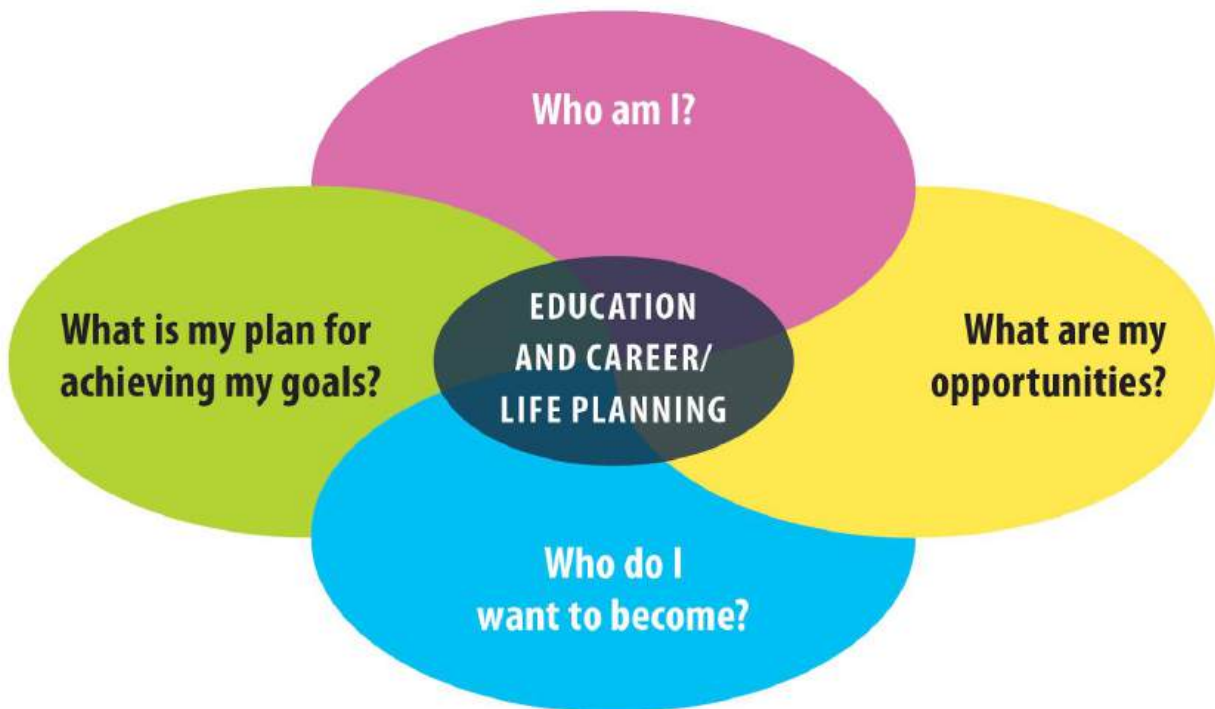 Who am I?
What is my plan for
achieving my goals?
EDUCATION
AND CAREER/
LIFE PLANNING
What are my
opportunities?
Who do I
want to become?